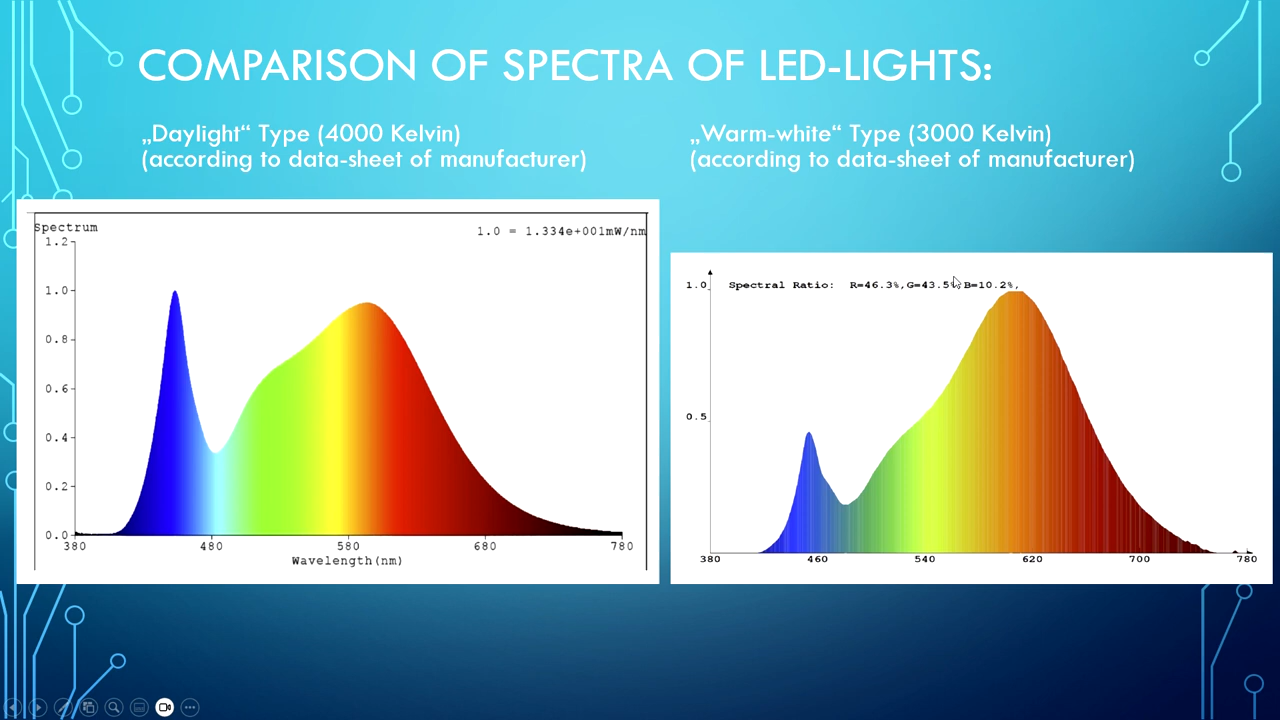 COMPARISON OF SPECTRA OF LED-LIGHTS:
„Daylight“ Type (4000 Kelvin)
(according to data-sheet of manufacturer)
„Warm-white“ Type (3000 Kelvin)
(according to data-sheet of manufacturer)
Spectrum
1.0 = 1.334e+001mW/nm
1.2
1.0
0.8
0.6
0.4
0.2
0.0
380 480 580 680 780
Wavelength(nm)
1.0 Spectral Ratio: R=46.3%,G=43.5%,B=10.2%,
0.5
380 460 540 620 700 780